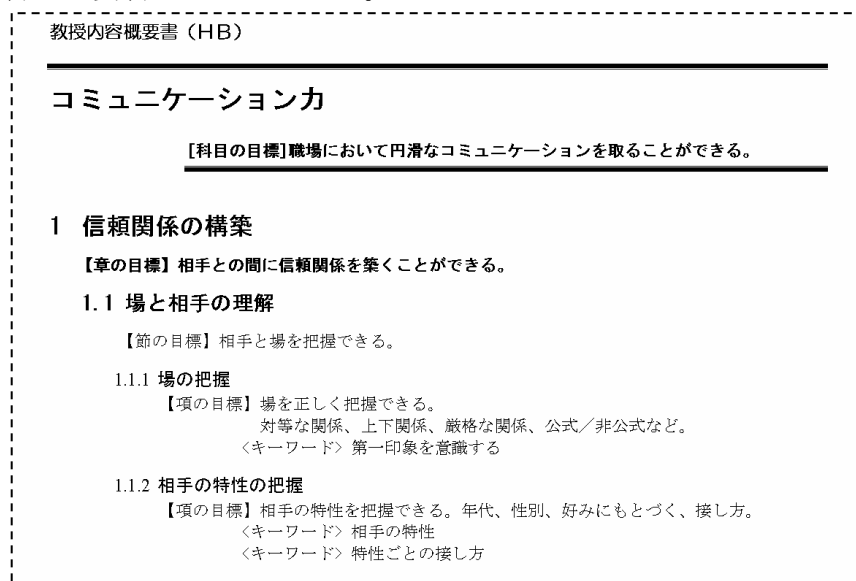 教授内容概要書（HB）
コミュニケーション力
[科目の目標]職場において円滑なコミュニケーションを取ることができる。
1 信頼関係の構築
【章の目標】相手との間に信頼関係を築くことができる。
1.1 場と相手の理解
【節の目標】相手と場を把握できる。
1.1.1 場の把握
【項の目標】場を正しく把握できる。
対等な関係、上下関係、厳格な関係、公式／非公式など。
<キーワード> 第一印象を意識する
1.1.2 相手の特性の把握
【項の目標】相手の特性を把握できる。年代、性別、好みにもとづく、接し方。
<キーワード> 相手の特性
<キーワード> 特性ごとの接し方